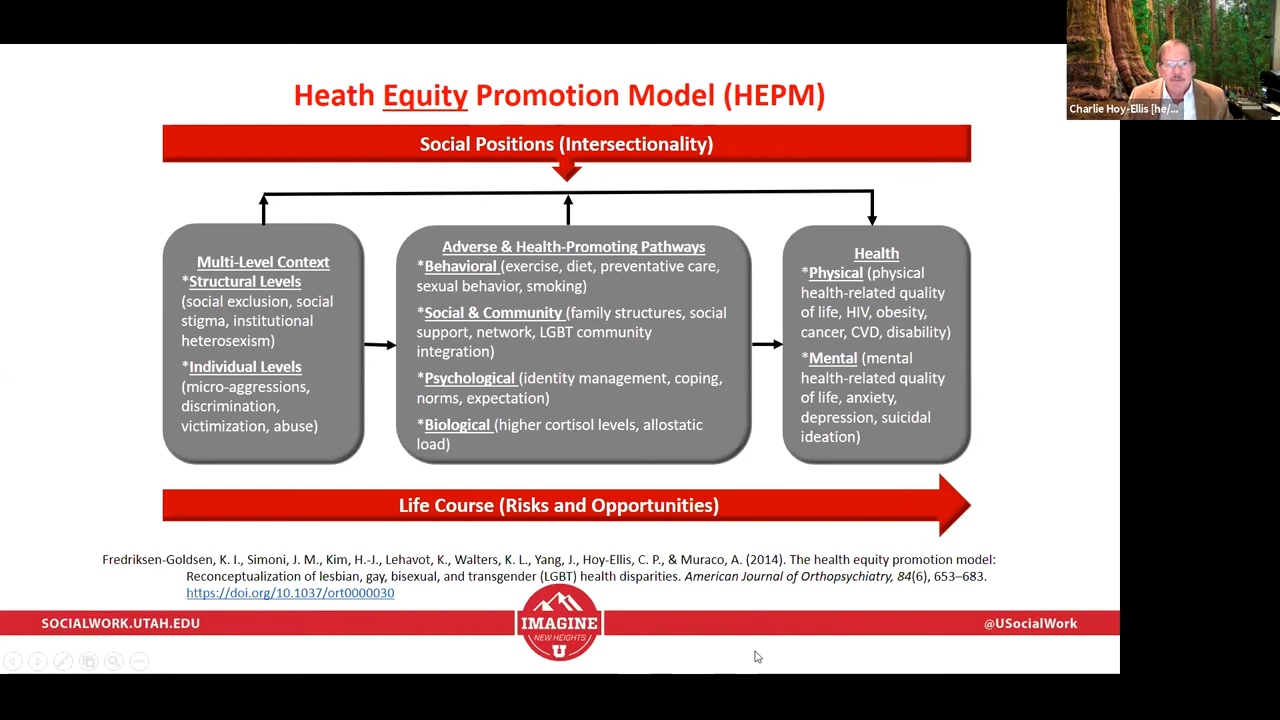 Heath Equity Promotion Model (HEPM)
Social Positions (Intersectionality)
Multi-Level Context
*Structural Levels
(social exclusion, social
stigma, institutional
heterosexism)
*Individual Levels
(micro-aggressions,
discrimination,
victimization, abuse)
Adverse & Health-Promoting Pathways
*Behavioral (exercise, diet, preventative care,
sexual behavior, smoking)
*Social & Community (family structures, social
support, network, LGBT community
integration)
*Psychological (identity management, coping,
norms, expectation)
*Biological (higher cortisol levels, allostatic
load)
Health
*Physical (physical
health-related quality
of life, HIV, obesity,
cancer, CVD, disability)
*Mental (mental
health-related quality
of life, anxiety,
depression, suicidal
ideation)
Life Course (Risks and Opportunities)
Fredriksen-Goldsen, K. I., Simoni, J. M., Kim, H.-J., Lehavot, K., Walters, K. L., Yang, J., Hoy-Ellis, C. P., & Muraco, A. (2014). The health equity promotion model:
Reconceptualization of lesbian, gay, bisexual, and transgender (LGBT) health disparities. American Journal of Orthopsychiatry, 84(6), 653–683.
https://doi.org/10.1037/ort0000030
SOCIALWORK.UTAH.EDU
IMAGINE
NEW HEIGHTS
U
@USocialWork
Charlie Hoy-Ellis [he/...